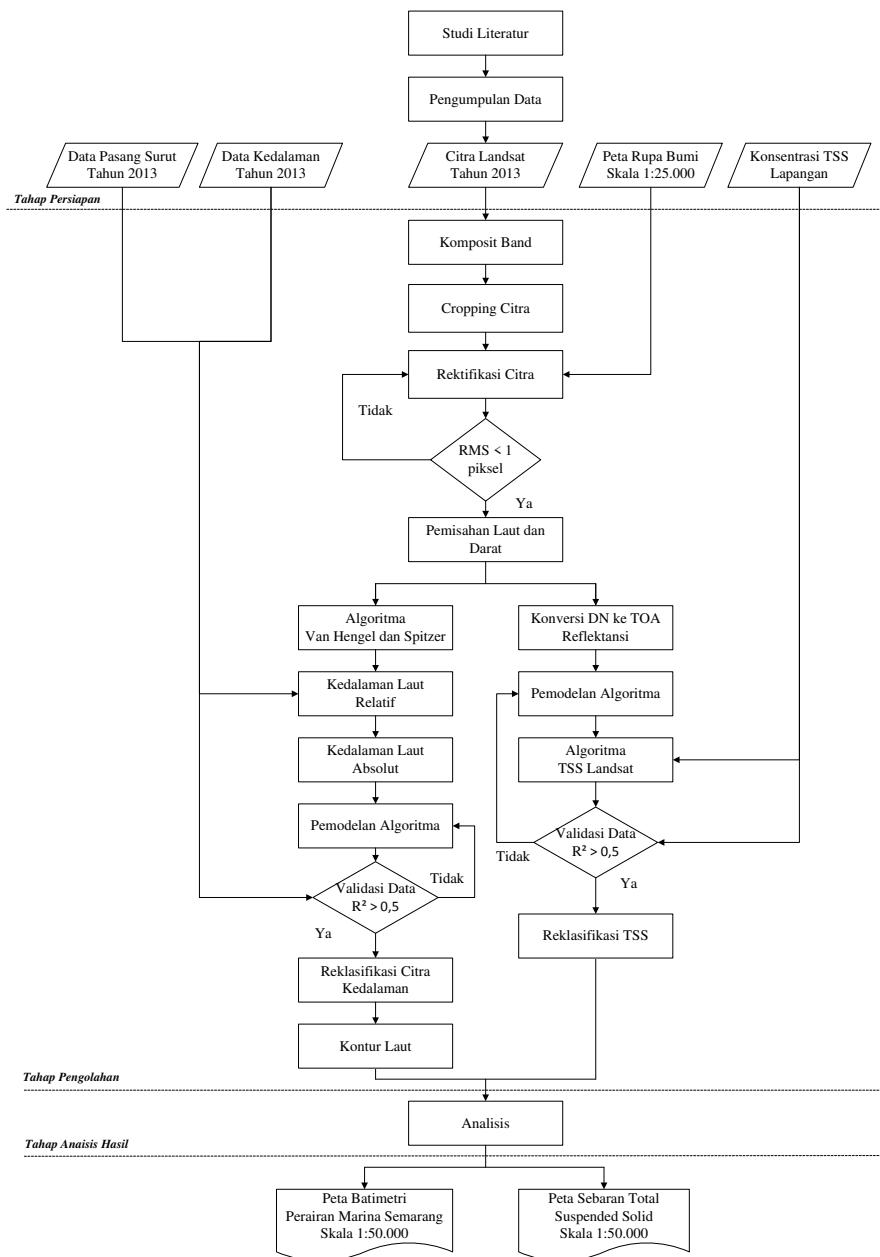 Studi Literatur
Pengumpulan Data
Data Pasang Surut
Tahun 2013
Data Kedalaman
Tahun 2013
Citra Landsat
Tahun 2013
Peta Rupa Bumi
Skala 1:25.000
Konsentrasi TSS
Lapangan
Tahap Persiapan
Komposit Band
Cropping Citra
Rektifikasi Citra
Tidak
RMS < 1
piksel
Ya
Pemisahan Laut dan
Darat
Algoritma
Van Hengel dan Spitzer
Konversi DN ke TOA
Reflektansi
Kedalaman Laut
Relatif
Pemodelan Algoritma
Kedalaman Laut
Absolut
Algoritma
TSS Landsat
Pemodelan Algoritma
Validasi Data
R² > 0,5
Tidak
Ya
Validasi Data
R² > 0,5
Tidak
Ya
Reklasifikasi TSS
Reklasifikasi Citra
Kedalaman
Kontur Laut
Tahap Pengolahan
Analisis
Tahap Anaisis Hasil
Peta Batimetri
Perairan Marina Semarang
Skala 1:50.000
Peta Sebaran Total
Suspended Solid
Skala 1:50.000